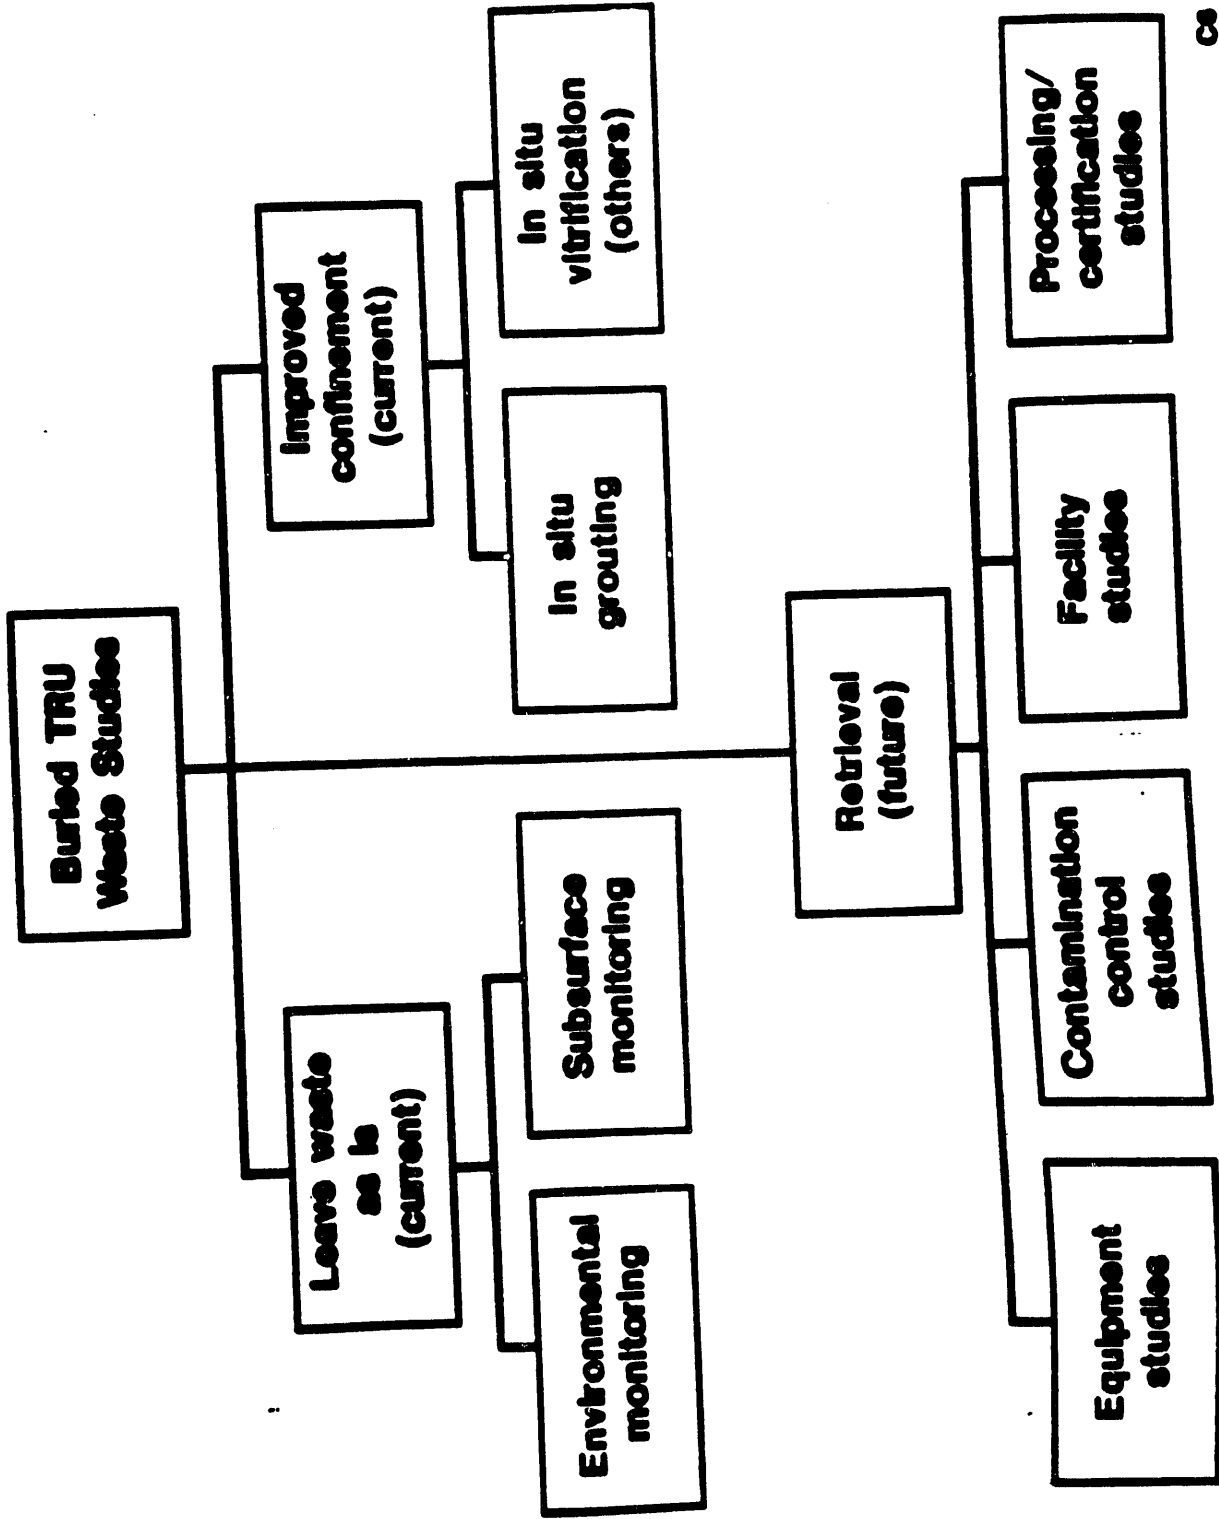 Buried TRU
Waste Studies
Leave waste
as is
(current)
Improved
confinement
(current)
Environmental
monitoring
Subsurface
monitoring
In situ
grouting
In situ
vitrification
(others)
Retrieval
(future)
Equipment
studies
Contamination
control
studies
Facility
studies
Processing/
certification
studies